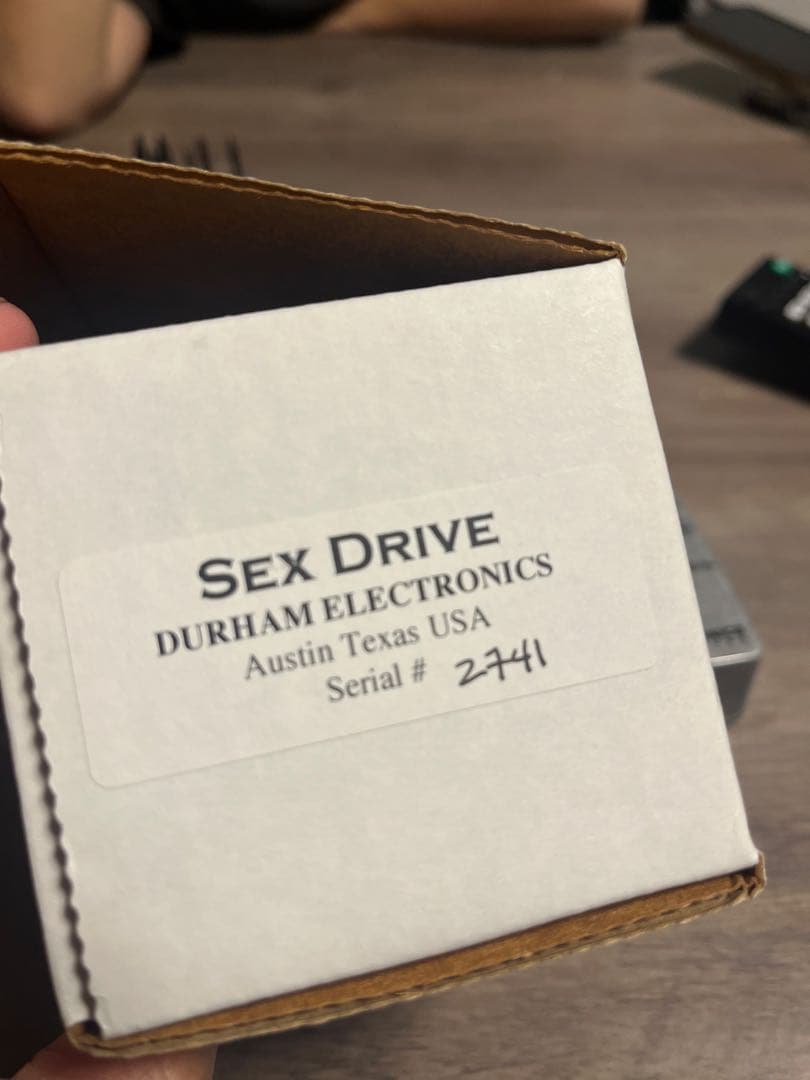 SEX DRIVE
DURHAM ELECTRONICS
Austin Texas USA
Serial # 2741